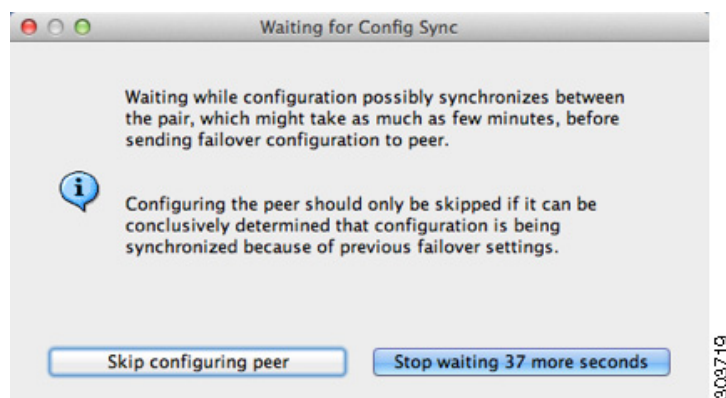 Waiting for Config Sync
Waiting while configuration possibly synchronizes between
the pair, which might take as much as few minutes, before
sending failover configuration to peer.
Configuring the peer should only be skipped if it can be
conclusively determined that configuration is being
synchronized because of previous failover settings.
Skip configuring peer
Stop waiting 37 more seconds
303719